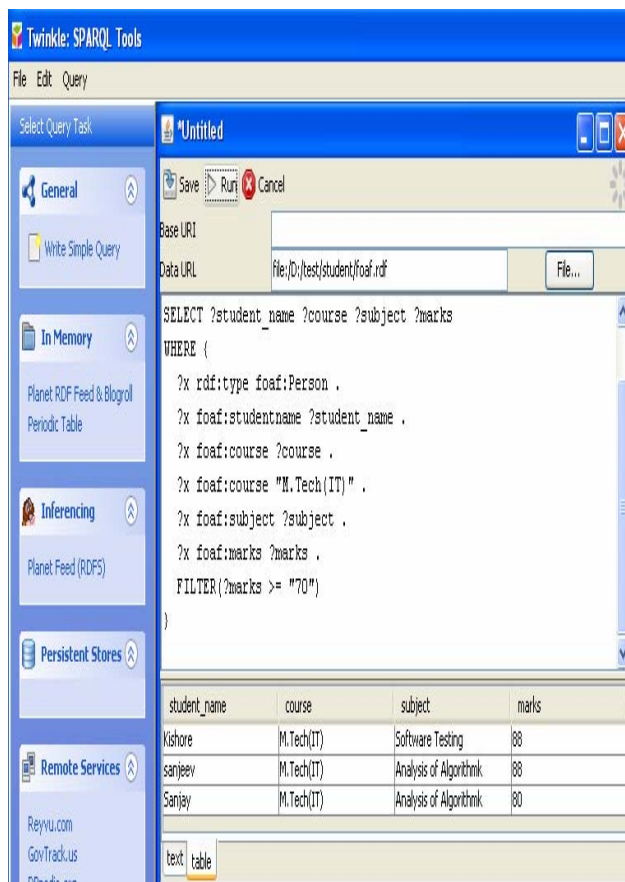 Twinkle: SPARQL Tools
File Edit Query
Select Query Task
General
Write Simple Query
In Memory
Planet RDF Feed & Blogroll
Periodic Table
Inferencing
Planet Feed (RDFS)
Persistent Stores
Remote Services
Reyvu.com
GovTrack.us
DBpedia.org
*Untitled
Save Run Cancel
Base URI
Data URL file:/D:/test/student/foaf.rdf File...
SELECT ?student_name ?course ?subject ?marks
WHERE {
?x rdf:type foaf:Person .
?x foaf:studentname ?student_name .
?x foaf:course ?course .
?x foaf:course "M.Tech(IT)" .
?x foaf:subject ?subject .
?x foaf:marks ?marks .
FILTER(?marks >= "70")
}
student_name course subject marks
Kishore M.Tech(IT) Software Testing 88
sanjeev M.Tech(IT) Analysis of Algorithmk 88
Sanjay M.Tech(IT) Analysis of Algorithmk 80
text table